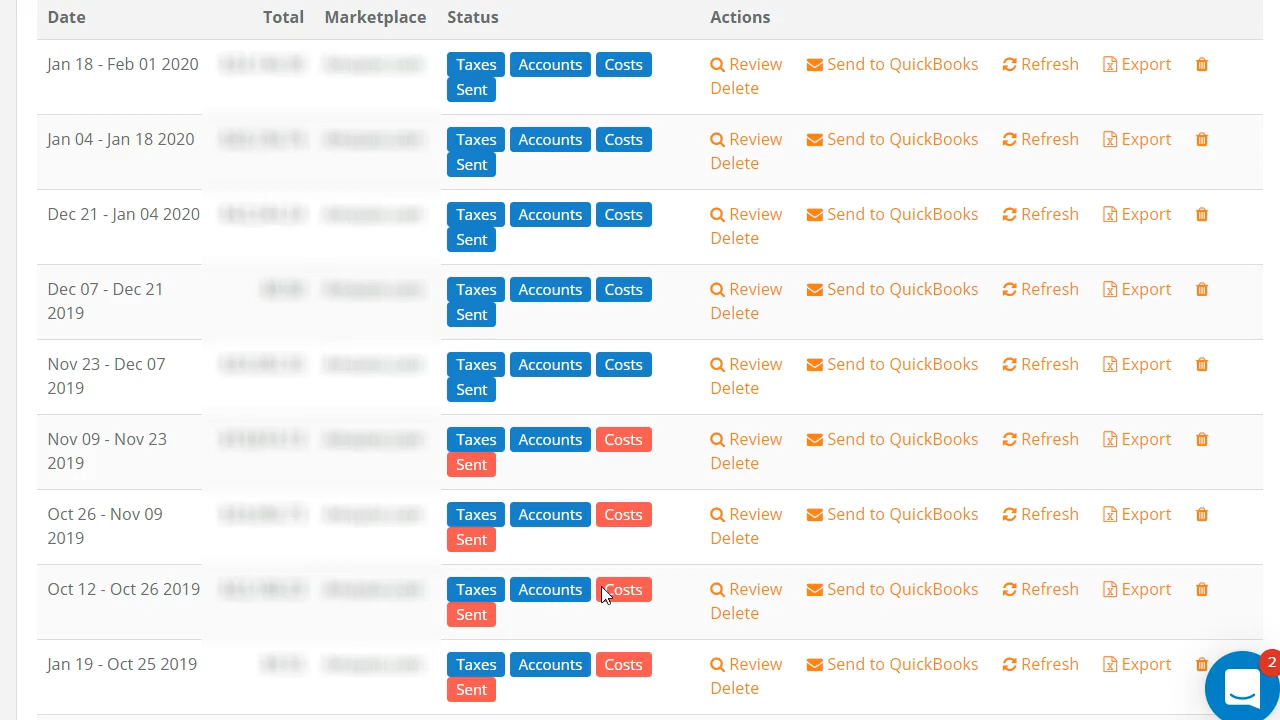 Date Total Marketplace Status Actions
Jan 18 - Feb 01 2020 Taxes Accounts Costs Review Send to QuickBooks Refresh Export
Sent Delete
Jan 04 - Jan 18 2020 Taxes Accounts Costs Review Send to QuickBooks Refresh Export
Sent Delete
Dec 21 - Jan 04 2020 Taxes Accounts Costs Review Send to QuickBooks Refresh Export
Sent Delete
Dec 07 - Dec 21 Taxes Accounts Costs Review Send to QuickBooks Refresh Export
2019 Sent Delete
Nov 23 - Dec 07 Taxes Accounts Costs Review Send to QuickBooks Refresh Export
2019 Sent Delete
Nov 09 - Nov 23 Taxes Accounts Costs Review Send to QuickBooks Refresh Export
2019 Sent Delete
Oct 26 - Nov 09 Taxes Accounts Costs Review Send to QuickBooks Refresh Export
2019 Sent Delete
Oct 12 - Oct 26 2019 Taxes Accounts Costs Review Send to QuickBooks Refresh Export
Sent Delete
Jan 19 - Oct 25 2019 Taxes Accounts Costs Review Send to QuickBooks Refresh Export 2
Sent Delete